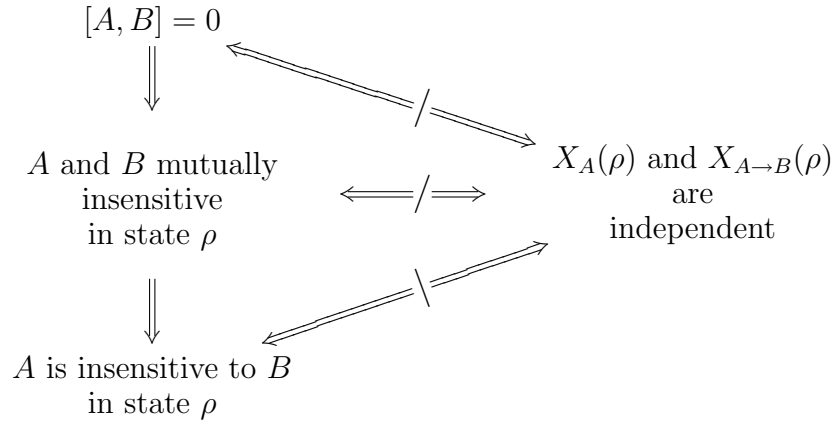 [A, B] = 0
A and B mutually
insensitive
in state ρ
X_A(ρ) and X_{A→B}(ρ)
are
independent
A is insensitive to B
in state ρ